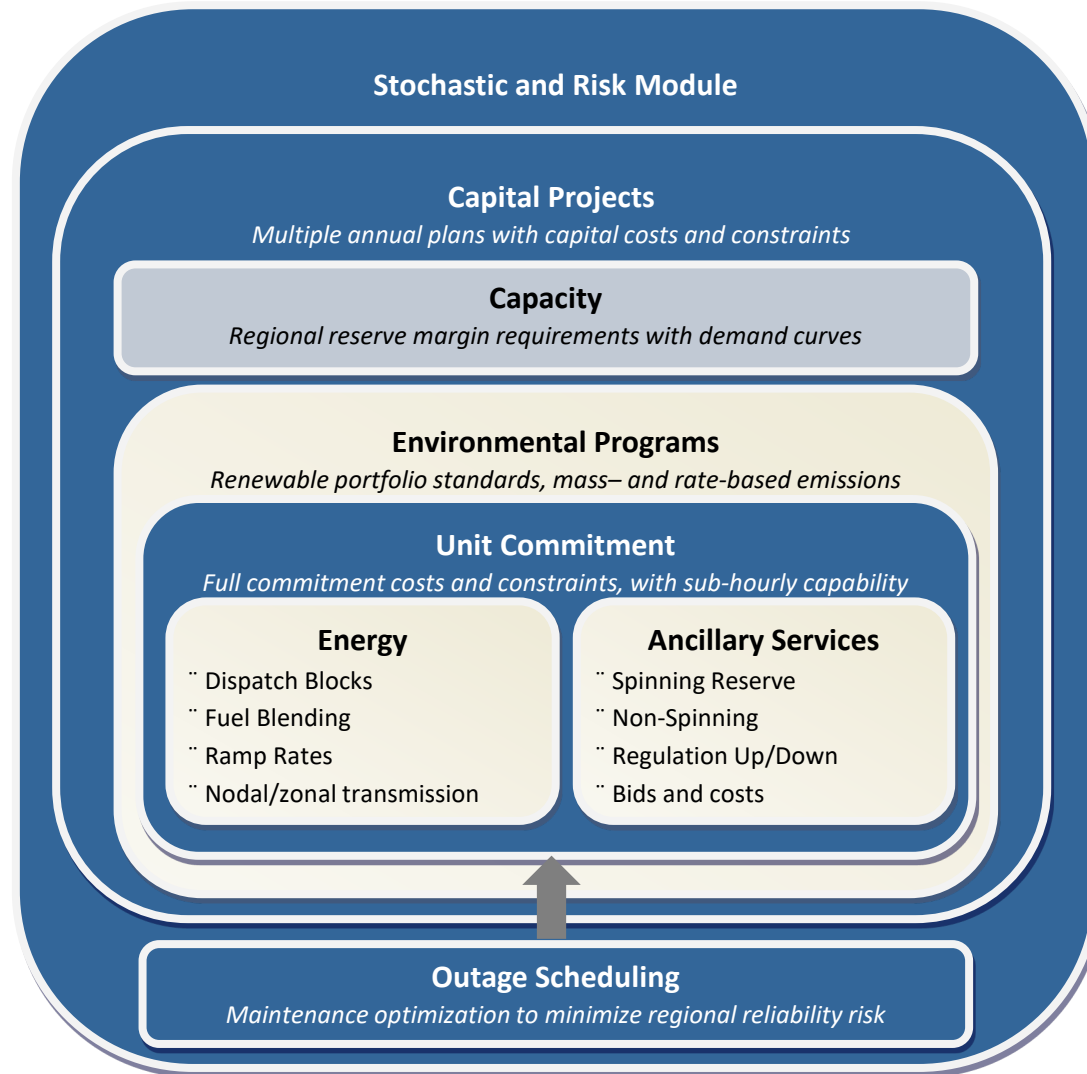 Stochastic and Risk Module
Capital Projects
Multiple annual plans with capital costs and constraints
Capacity
Regional reserve margin requirements with demand curves
Environmental Programs
Renewable portfolio standards, mass– and rate-based emissions
Unit Commitment
Full commitment costs and constraints, with sub-hourly capability
Energy
¨ Dispatch Blocks
¨ Fuel Blending
¨ Ramp Rates
¨ Nodal/zonal transmission
Ancillary Services
¨ Spinning Reserve
¨ Non-Spinning
¨ Regulation Up/Down
¨ Bids and costs
Outage Scheduling
Maintenance optimization to minimize regional reliability risk